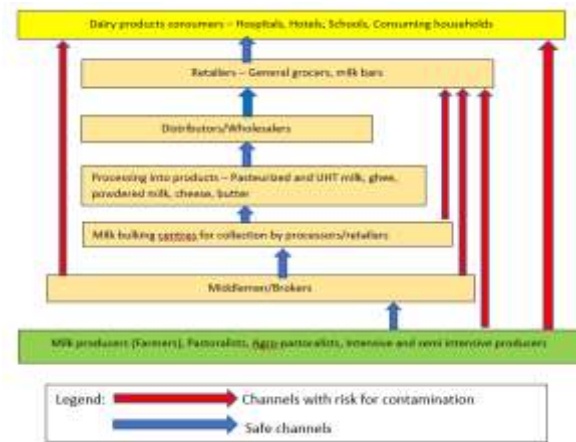 Dairy products consumers – Hospitals, Hotels, Schools, Consuming households
Retailers – General grocers, milk bars
Distributors/Wholesalers
Processing into products – Pasteurized and UHT milk, ghee,
powdered milk, cheese, butter
Milk bulking centres for collection by processors/retailers
Middlemen/Brokers
Milk producers (Farmers), Pastoralists, Agro pastoralists, Intensive and semi intensive producers
Legend: Channels with risk for contamination
Safe channels